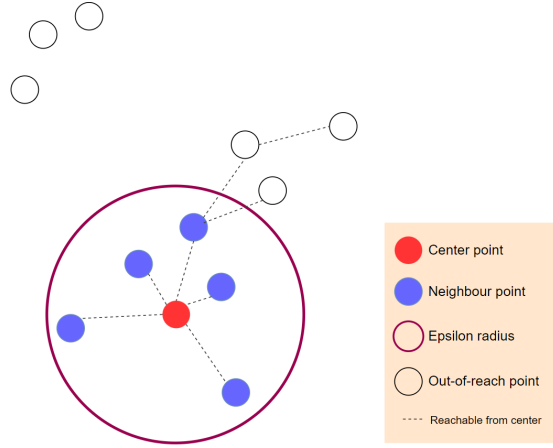 Center point
Neighbour point
Epsilon radius
Out-of-reach point
Reachable from center